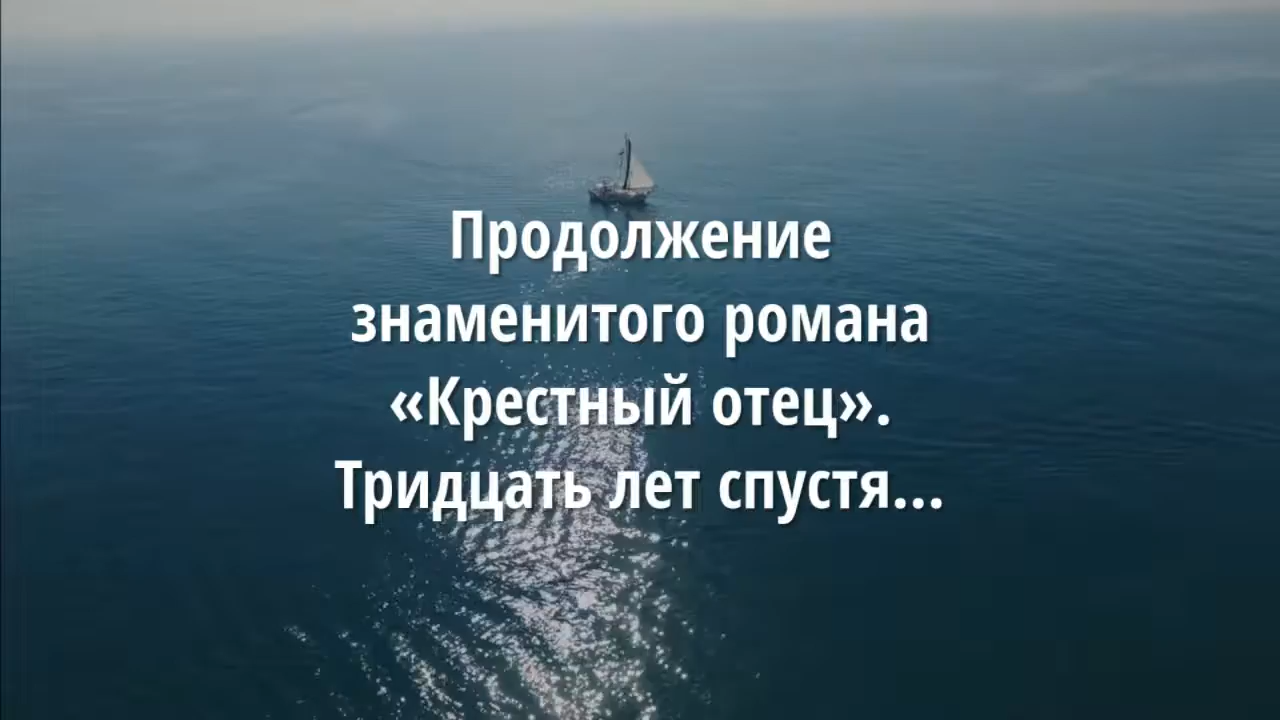 Продолжение
знаменитого романа
«Крестный отец».
Тридцать лет спустя...